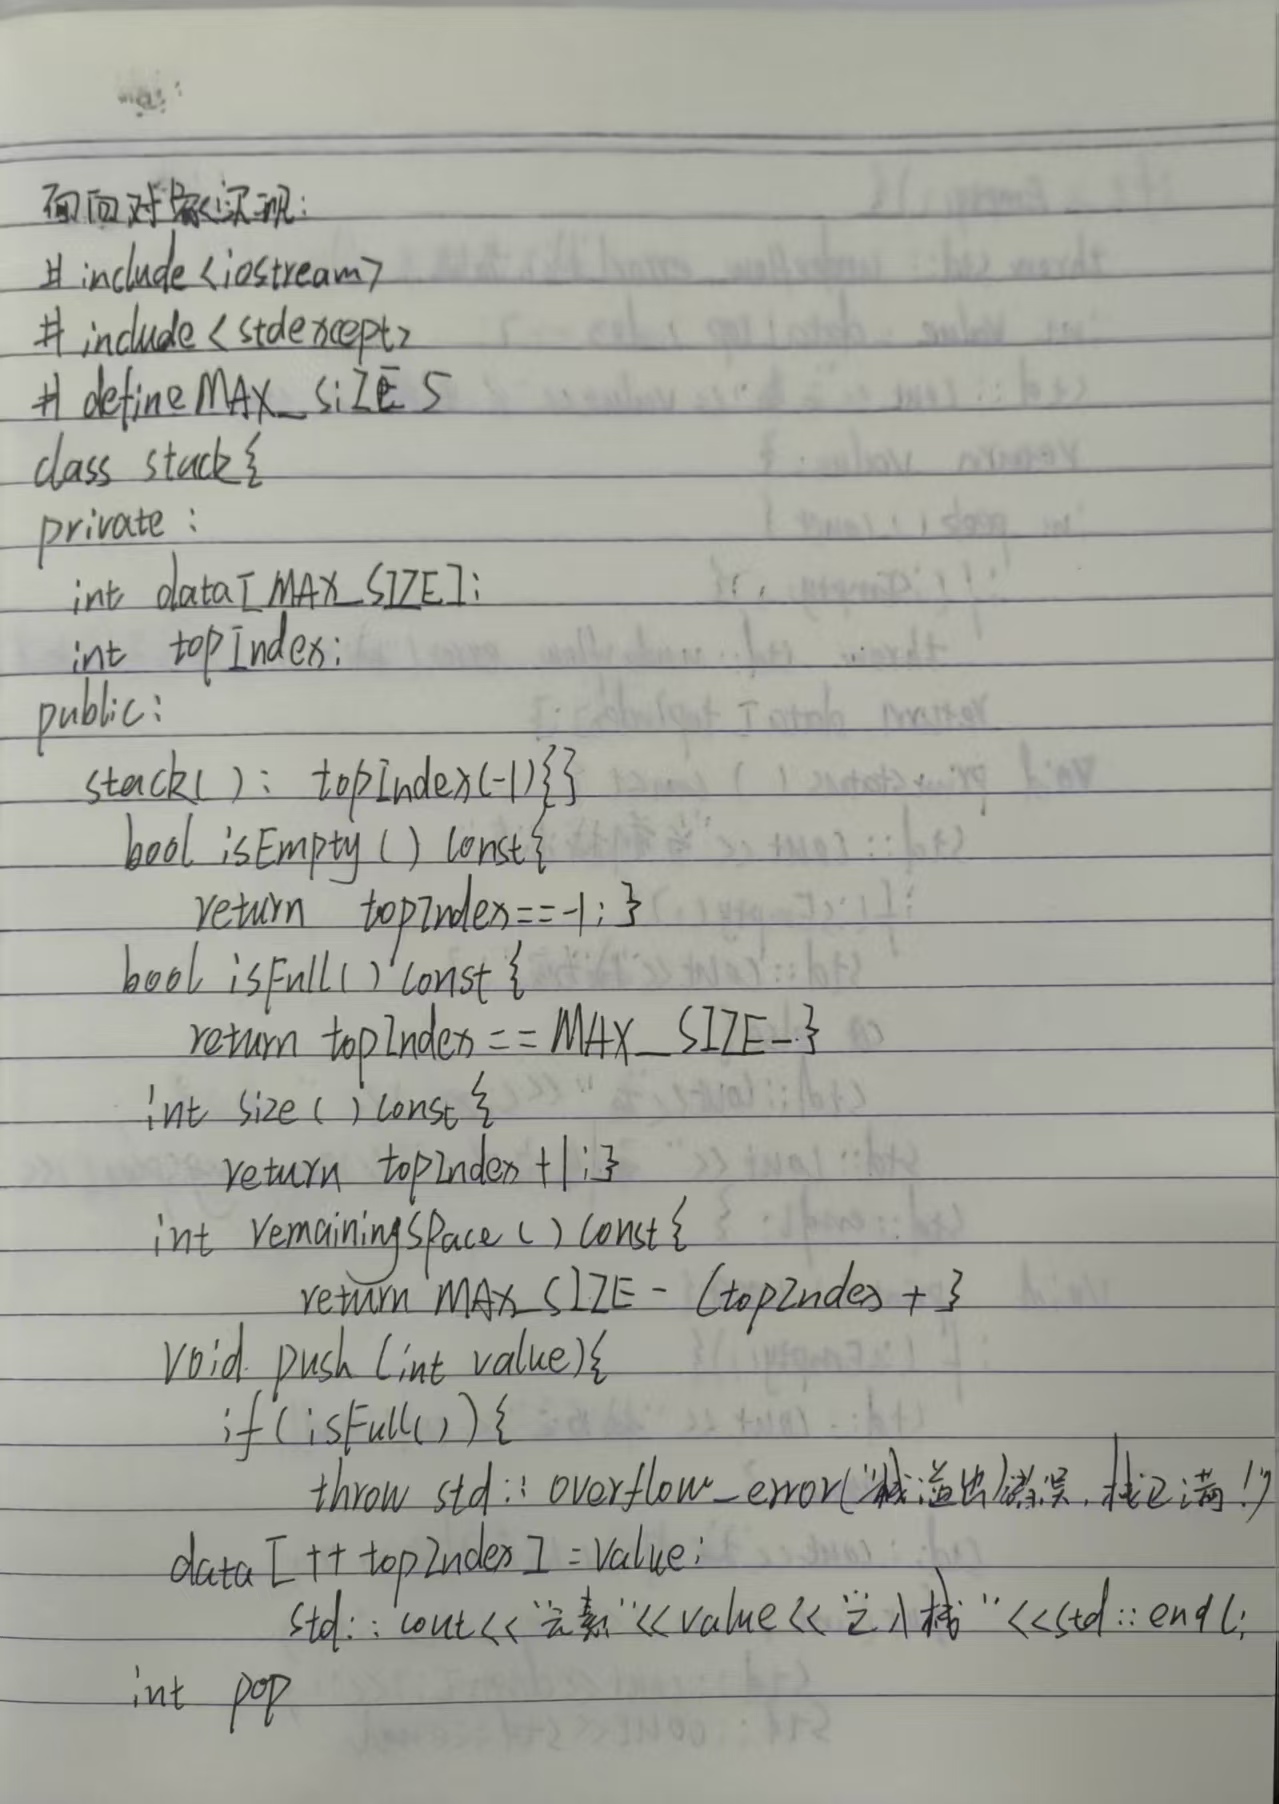 面向对象实现:
#include<iostream>
#include<stdexcept>
#define MAX_SIZE 5
class stack{
private:
int data[MAX_SIZE];
int topIndex;
public:
stack(): topIndex(-1){}
bool isEmpty() const{
return topIndex==-1;}
bool isFull() const{
return topIndex==MAX_SIZE-}
int size() const{
return topIndex+1;}
int remainingSpace() const{
return MAX_SIZE-(topIndex+}
void push(int value){
if(isFull()){
throw std::overflow_error("栈溢出错误,栈已满!")
data[++topIndex]=value;
std::cout<<"元素"<<value<<"已入栈"<<std::endl;
int pop